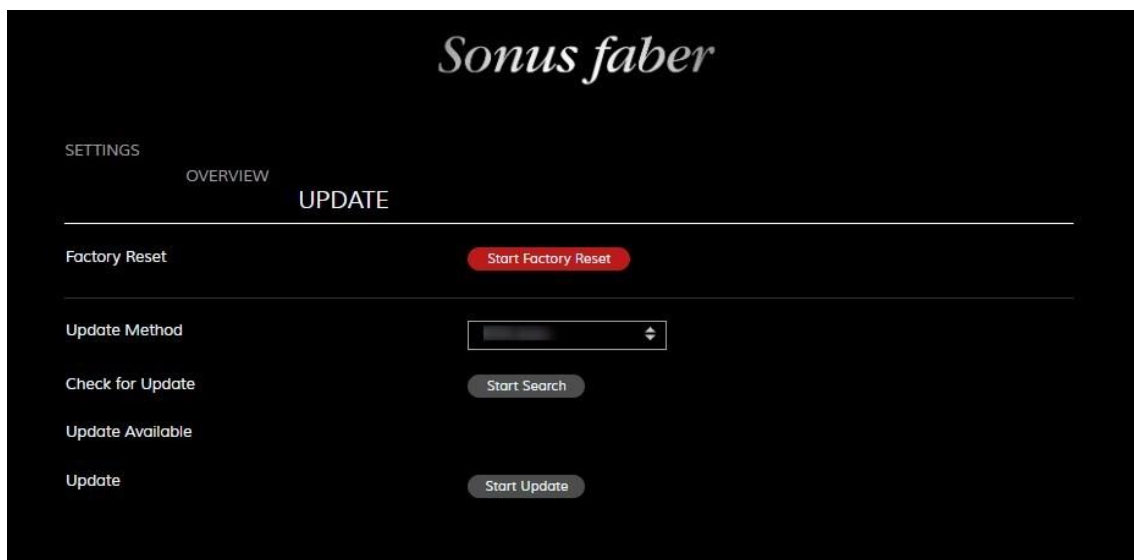 Sonus faber
SETTINGS
OVERVIEW
UPDATE
Factory Reset Start Factory Reset
Update Method
Check for Update Start Search
Update Available
Update Start Update